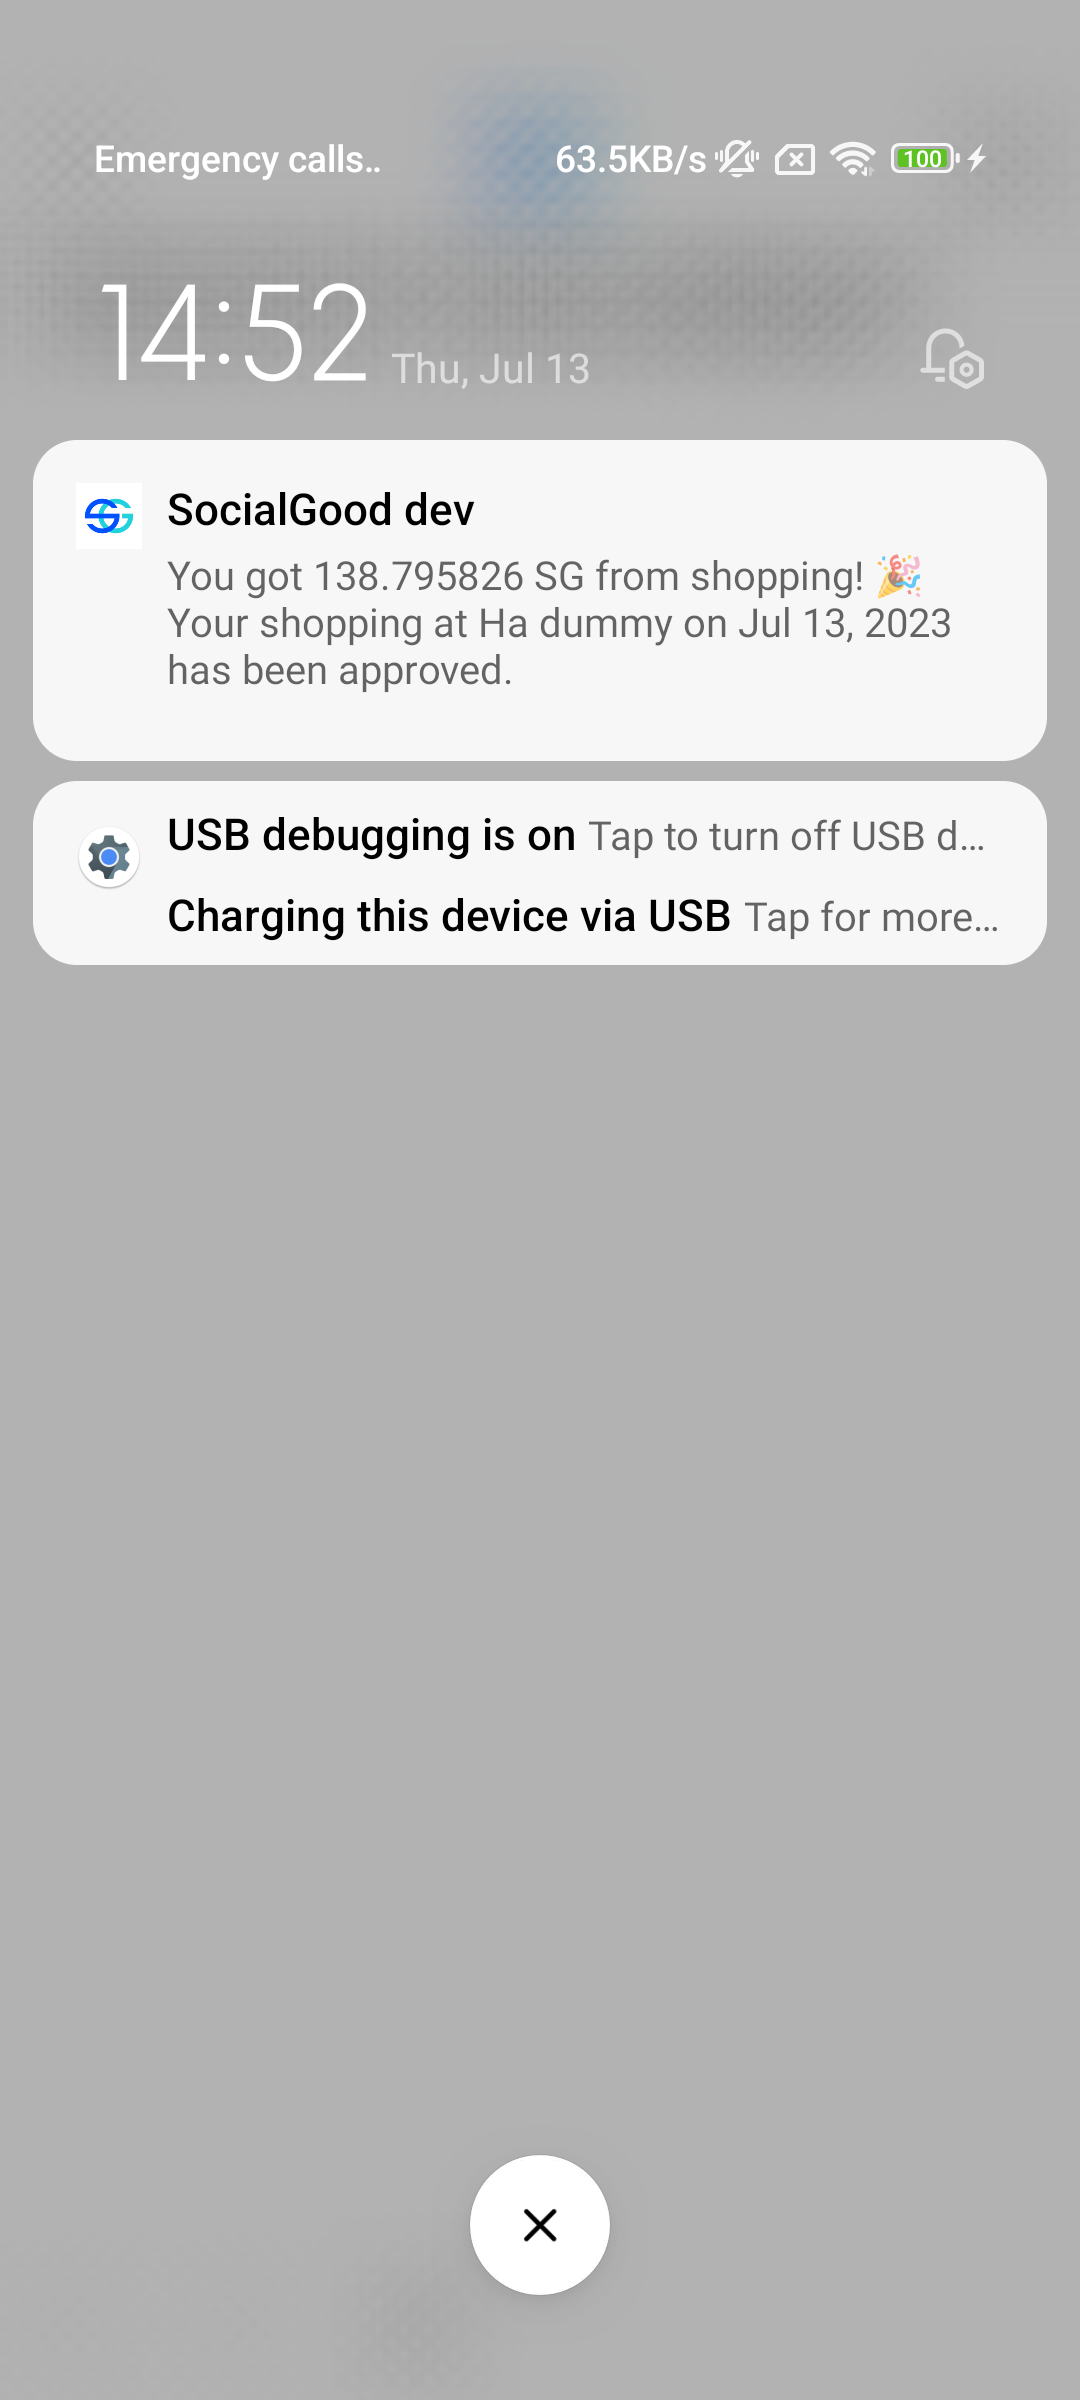 Emergency calls..
63.5KB/s
100
14:52 Thu, Jul 13
SocialGood dev
You got 138.795826 SG from shopping! 🎉
Your shopping at Ha dummy on Jul 13, 2023
has been approved.
USB debugging is on Tap to turn off USB d...
Charging this device via USB Tap for more...